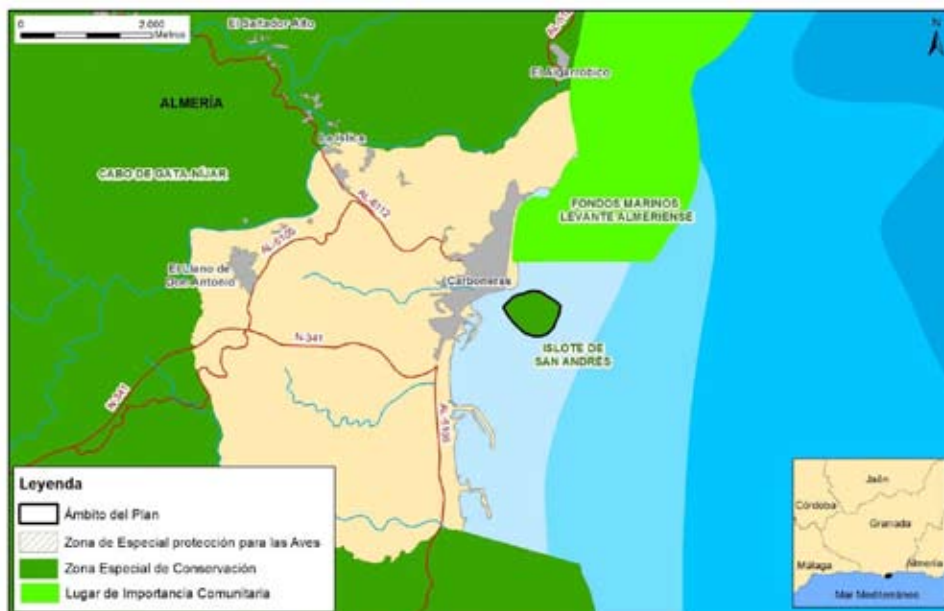 0 2.000
Metros
El Saltador Alto
N
El Algarrobico
ALMERÍA
La Islica
CABO DE GATA-NÍJAR
AL-6112
FONDOS MARINOS
LEVANTE ALMERIENSE
El Llano de
Don Antonio
Carboneras
N-341
ISLOTE DE
SAN ANDRÉS
N-341
Leyenda
Ámbito del Plan
Zona de Especial protección para las Aves
Zona Especial de Conservación
Lugar de Importancia Comunitaria
Jaén
Córdoba
Granada
Málaga
Almería
Mar Mediterráneo